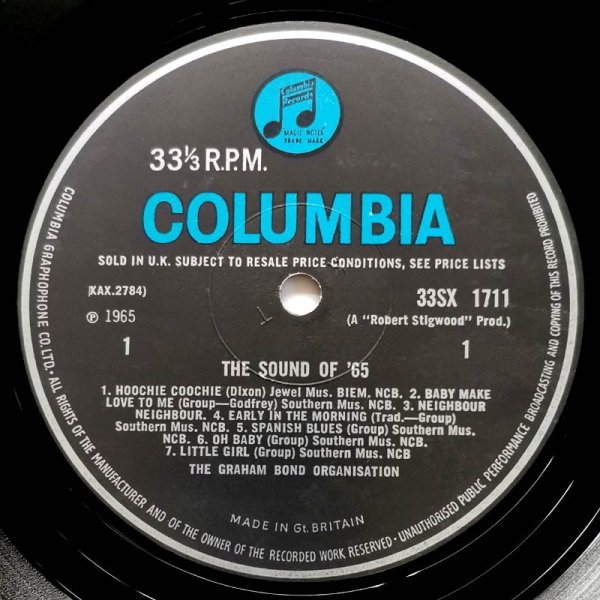 Columbia
Records
MAGIC NOTES
TRADE MARK
33⅓ R.P.M.
COLUMBIA
SOLD IN U.K. SUBJECT TO RESALE PRICE CONDITIONS, SEE PRICE LISTS
(XAX.2784)
33SX 1711
℗ 1965
(A "Robert Stigwood" Prod.)
1
1
THE SOUND OF '65
1. HOOCHIE COOCHIE (Dixon) Jewel Mus. BIEM. NCB. 2. BABY MAKE
LOVE TO ME (Group—Godfrey) Southern Mus. NCB. 3. NEIGHBOUR
NEIGHBOUR. 4. EARLY IN THE MORNING (Trad.—Group)
Southern Mus. NCB. 5. SPANISH BLUES (Group) Southern Mus.
NCB. 6. OH BABY (Group) Southern Mus. NCB.
7. LITTLE GIRL (Group) Southern Mus. NCB
THE GRAHAM BOND ORGANISATION
MADE IN Gt. BRITAIN
COLUMBIA GRAPHOPHONE CO. LTD. · ALL RIGHTS OF THE MANUFACTURER AND OF THE OWNER OF THE RECORDED WORK RESERVED · UNAUTHORISED PUBLIC PERFORMANCE BROADCASTING AND COPYING OF THIS RECORD PROHIBITED